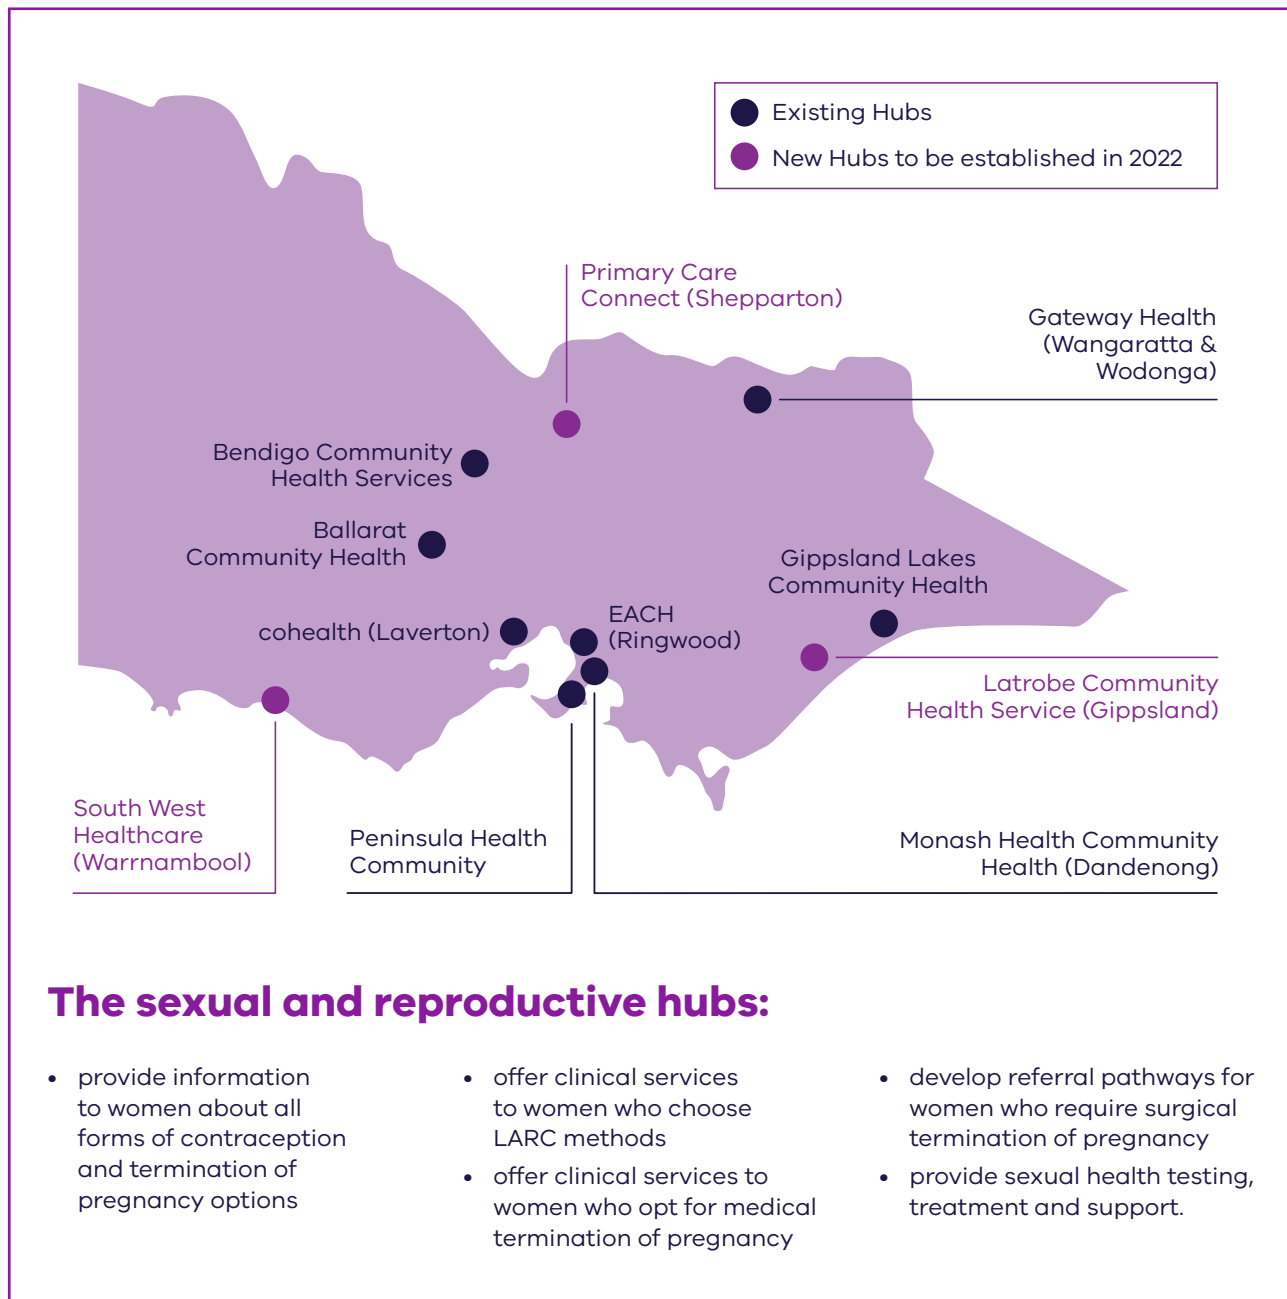 Existing Hubs
New Hubs to be established in 2022
Primary Care
Connect (Shepparton)
Gateway Health
(Wangaratta &
Wodonga)
Bendigo Community
Health Services
Ballarat
Community Health
Gippsland Lakes
Community Health
cohealth (Laverton)
EACH
(Ringwood)
Latrobe Community
Health Service (Gippsland)
South West
Healthcare
(Warrnambool)
Peninsula Health
Community
Monash Health Community
Health (Dandenong)
The sexual and reproductive hubs:
• provide information
to women about all
forms of contraception
and termination of
pregnancy options
• offer clinical services
to women who choose
LARC methods
• offer clinical services to
women who opt for medical
termination of pregnancy
• develop referral pathways for
women who require surgical
termination of pregnancy
• provide sexual health testing,
treatment and support.